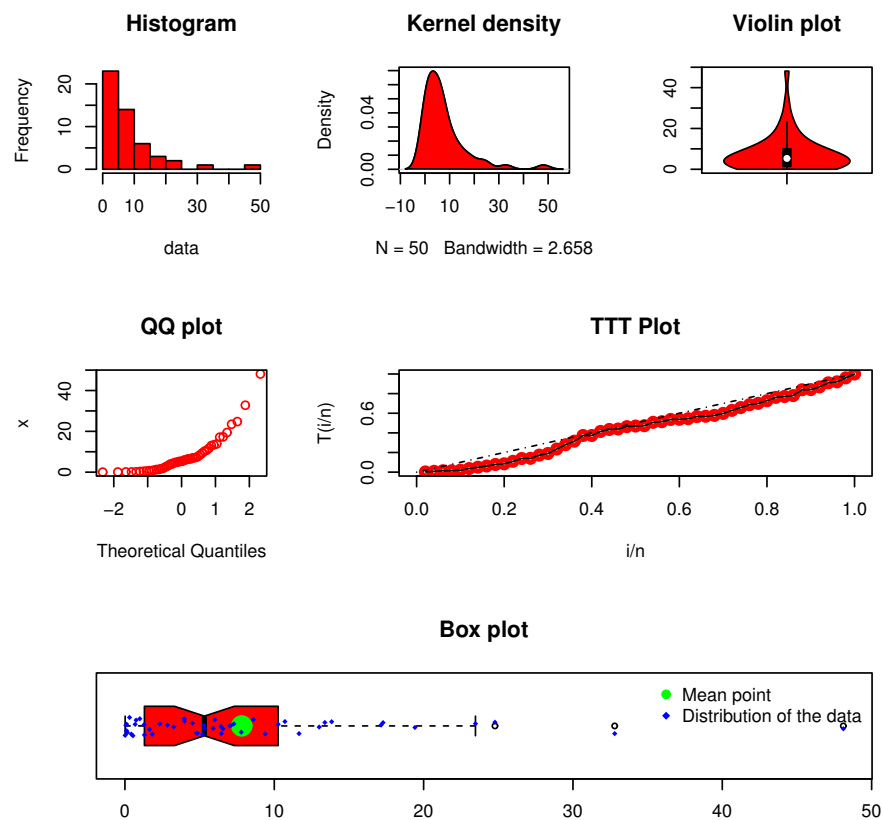 Histogram
Frequency
0
10
20
0
10
30
50
data
Kernel density
Density
0.00
0.04
−10
10
30
50
N = 50   Bandwidth = 2.658
Violin plot
0
20
40
QQ plot
x
0
20
40
−2
0
1
2
Theoretical Quantiles
TTT Plot
T(i/n)
0.0
0.6
0.0
0.2
0.4
0.6
0.8
1.0
i/n
Box plot
Mean point
Distribution of the data
0
10
20
30
40
50